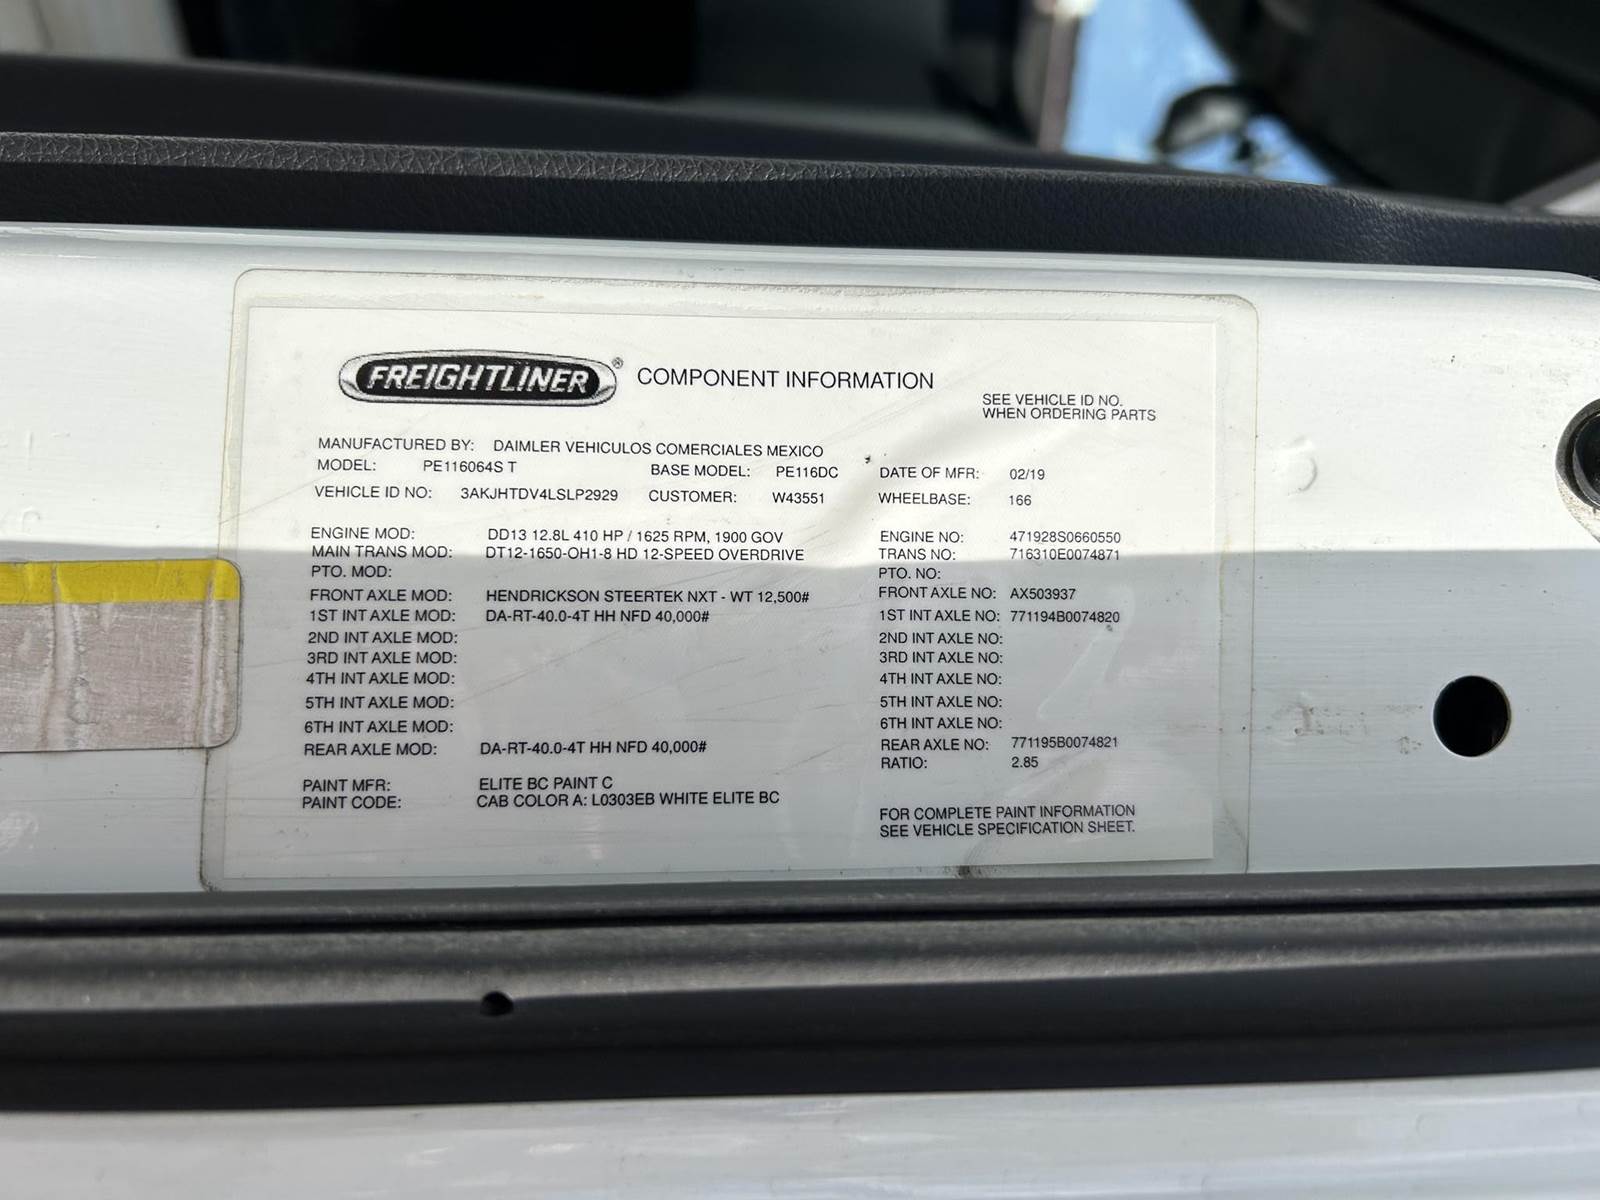 FREIGHTLINER® COMPONENT INFORMATION
SEE VEHICLE ID NO.
WHEN ORDERING PARTS
MANUFACTURED BY: DAIMLER VEHICULOS COMERCIALES MEXICO
MODEL: PE116064S T BASE MODEL: PE116DC DATE OF MFR: 02/19
VEHICLE ID NO: 3AKJHTDV4LSLP2929 CUSTOMER: W43551 WHEELBASE: 166
ENGINE MOD: DD13 12.8L 410 HP / 1625 RPM, 1900 GOV ENGINE NO: 471928S0660550
MAIN TRANS MOD: DT12-1650-OH1-8 HD 12-SPEED OVERDRIVE TRANS NO: 716310E0074871
PTO. MOD: PTO. NO:
FRONT AXLE MOD: HENDRICKSON STEERTEK NXT - WT 12,500# FRONT AXLE NO: AX503937
1ST INT AXLE MOD: DA-RT-40.0-4T HH NFD 40,000# 1ST INT AXLE NO: 771194B0074820
2ND INT AXLE MOD: 2ND INT AXLE NO:
3RD INT AXLE MOD: 3RD INT AXLE NO:
4TH INT AXLE MOD: 4TH INT AXLE NO:
5TH INT AXLE MOD: 5TH INT AXLE NO:
6TH INT AXLE MOD: 6TH INT AXLE NO:
REAR AXLE MOD: DA-RT-40.0-4T HH NFD 40,000# REAR AXLE NO: 771195B0074821
RATIO: 2.85
PAINT MFR: ELITE BC PAINT C
PAINT CODE: CAB COLOR A: L0303EB WHITE ELITE BC
FOR COMPLETE PAINT INFORMATION
SEE VEHICLE SPECIFICATION SHEET.